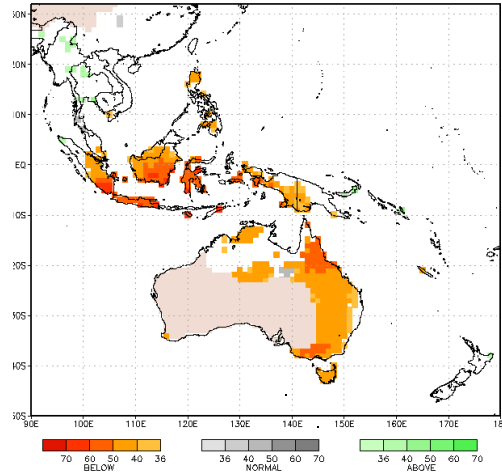 30N
20N
10N
EQ
10S
20S
30S
40S
50S
90E 100E 110E 120E 130E 140E 150E 160E 170E 180
70 60 50 40 36 36 40 50 60 70 36 40 50 60 70
BELOW NORMAL ABOVE